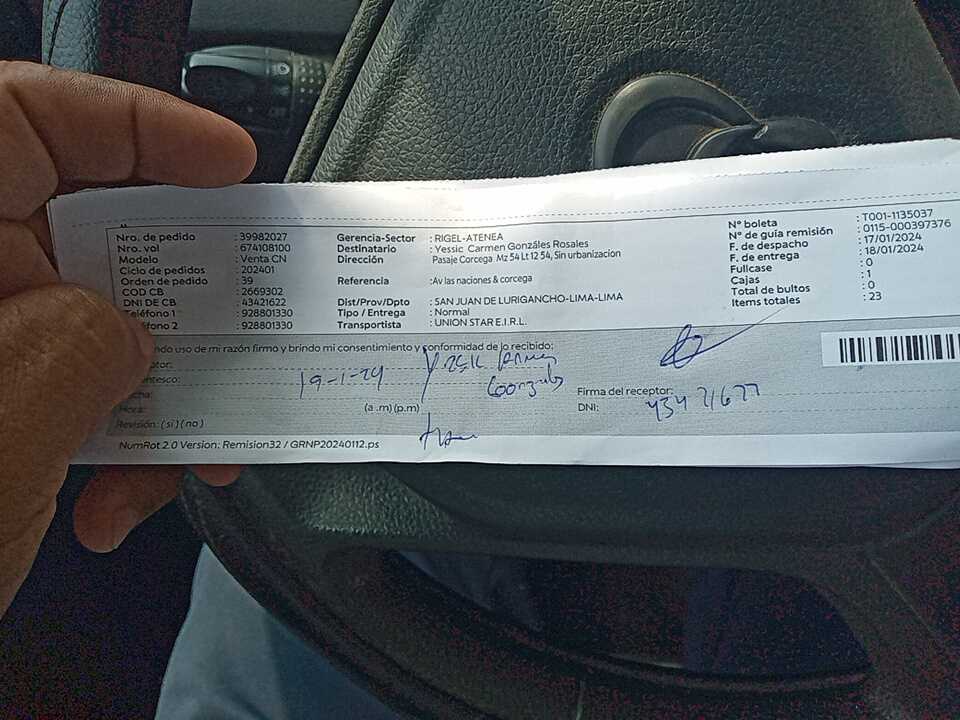 Nro. de pedido : 39982027
Nro. vol : 674108100
Modelo : Venta CN
Ciclo de pedidos : 202401
Orden de pedido : 39
COD CB : 2669302
DNI DE CB : 43421622
Teléfono 1 : 928801330
éfono 2 : 928801330
Gerencia-Sector : RIGEL-ATENEA
Destinatario : Yessic Carmen Gonzáles Rosales
Dirección Pasaje Corcega Mz 54 Lt 12 54, Sin urbanizacion
Referencia : Av las naciones & corcega
Dist/Prov/Dpto : SAN JUAN DE LURIGANCHO-LIMA-LIMA
Tipo / Entrega : Normal
Transportista : UNION STAR E.I.R.L.
N° boleta : T001-1135037
N° de guía remisión : 0115-000397376
F. de despacho : 17/01/2024
F. de entrega : 18/01/2024
Fullcase : 0
Cajas : 1
Total de bultos : 0
Items totales : 23
ndo uso de mi razón firmo y brindo mi consentimiento y conformidad de lo recibido:
ptor:
entesco:
cha: 19-1-24
Hora: (a .m) (p.m)
Revisión: ( si ) ( no )
Firma del receptor:
DNI:
NumRot.2.0 Version: Remision32 / GRNP20240112.ps